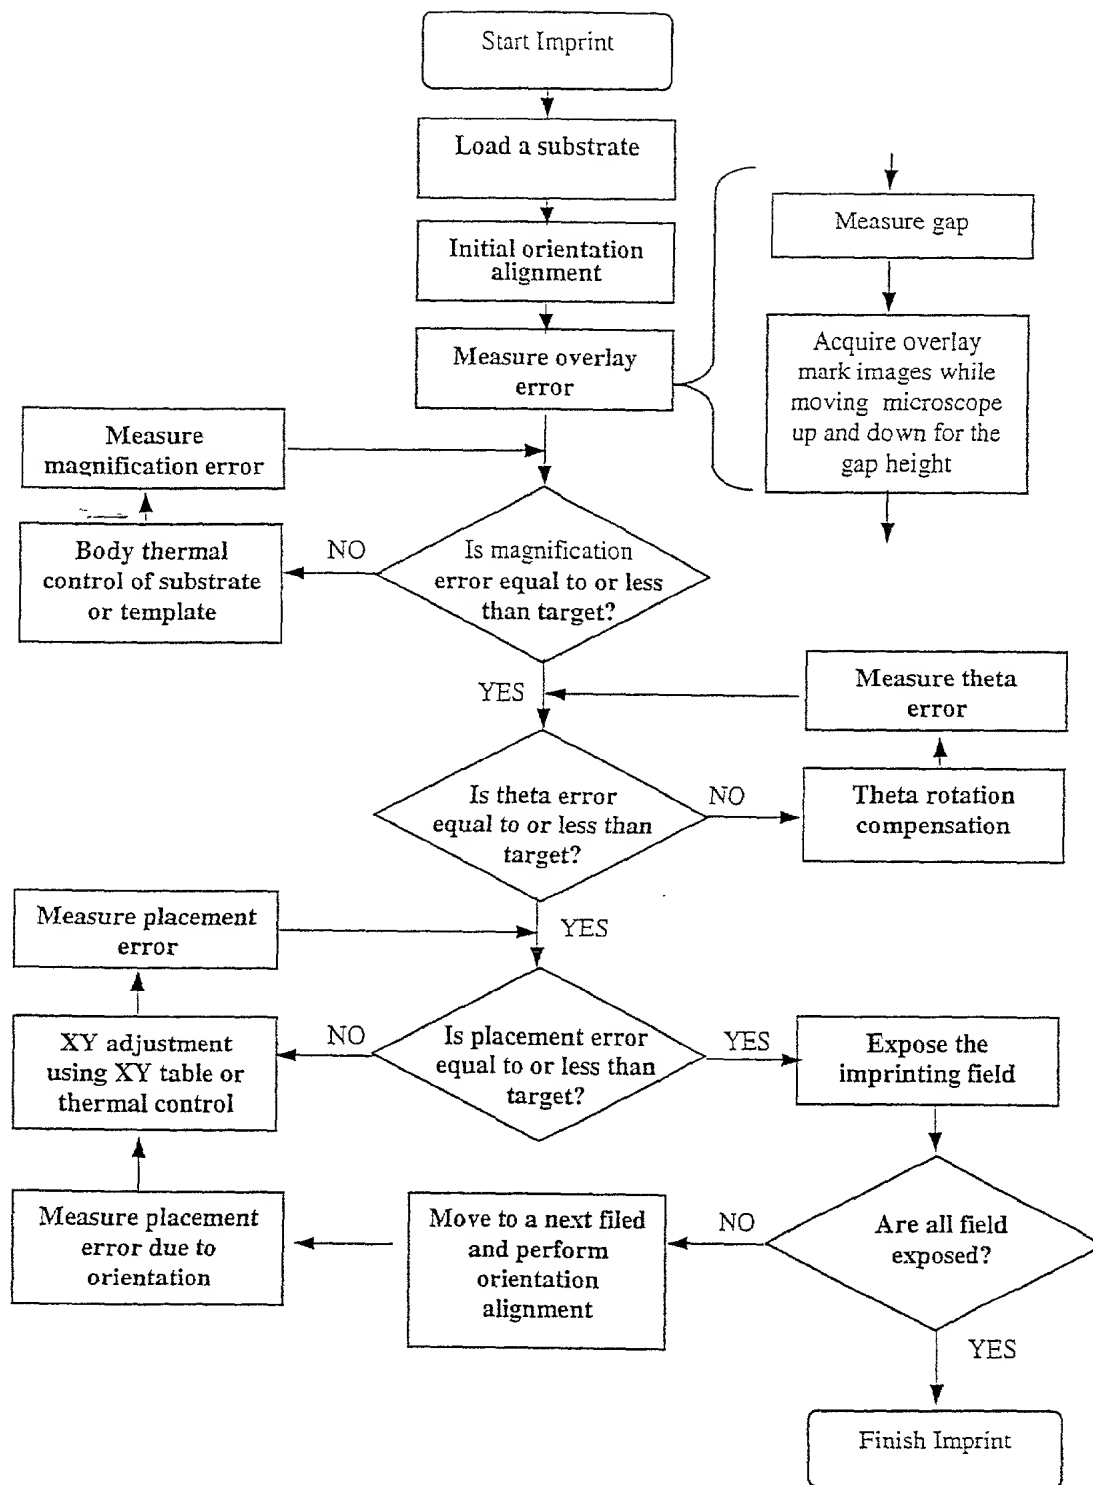 Start Imprint
Load a substrate
Initial orientation
alignment
Measure overlay
error
Measure gap
Acquire overlay
mark images while
moving microscope
up and down for the
gap height
Measure
magnification error
Body thermal
control of substrate
or template
NO
Is magnification
error equal to or less
than target?
YES
Measure theta
error
Is theta error
equal to or less than
target?
NO
Theta rotation
compensation
Measure placement
error
YES
XY adjustment
using XY table or
thermal control
NO
Is placement error
equal to or less than
target?
YES
Expose the
imprinting field
Measure placement
error due to
orientation
Move to a next filed
and perform
orientation
alignment
NO
Are all field
exposed?
YES
Finish Imprint